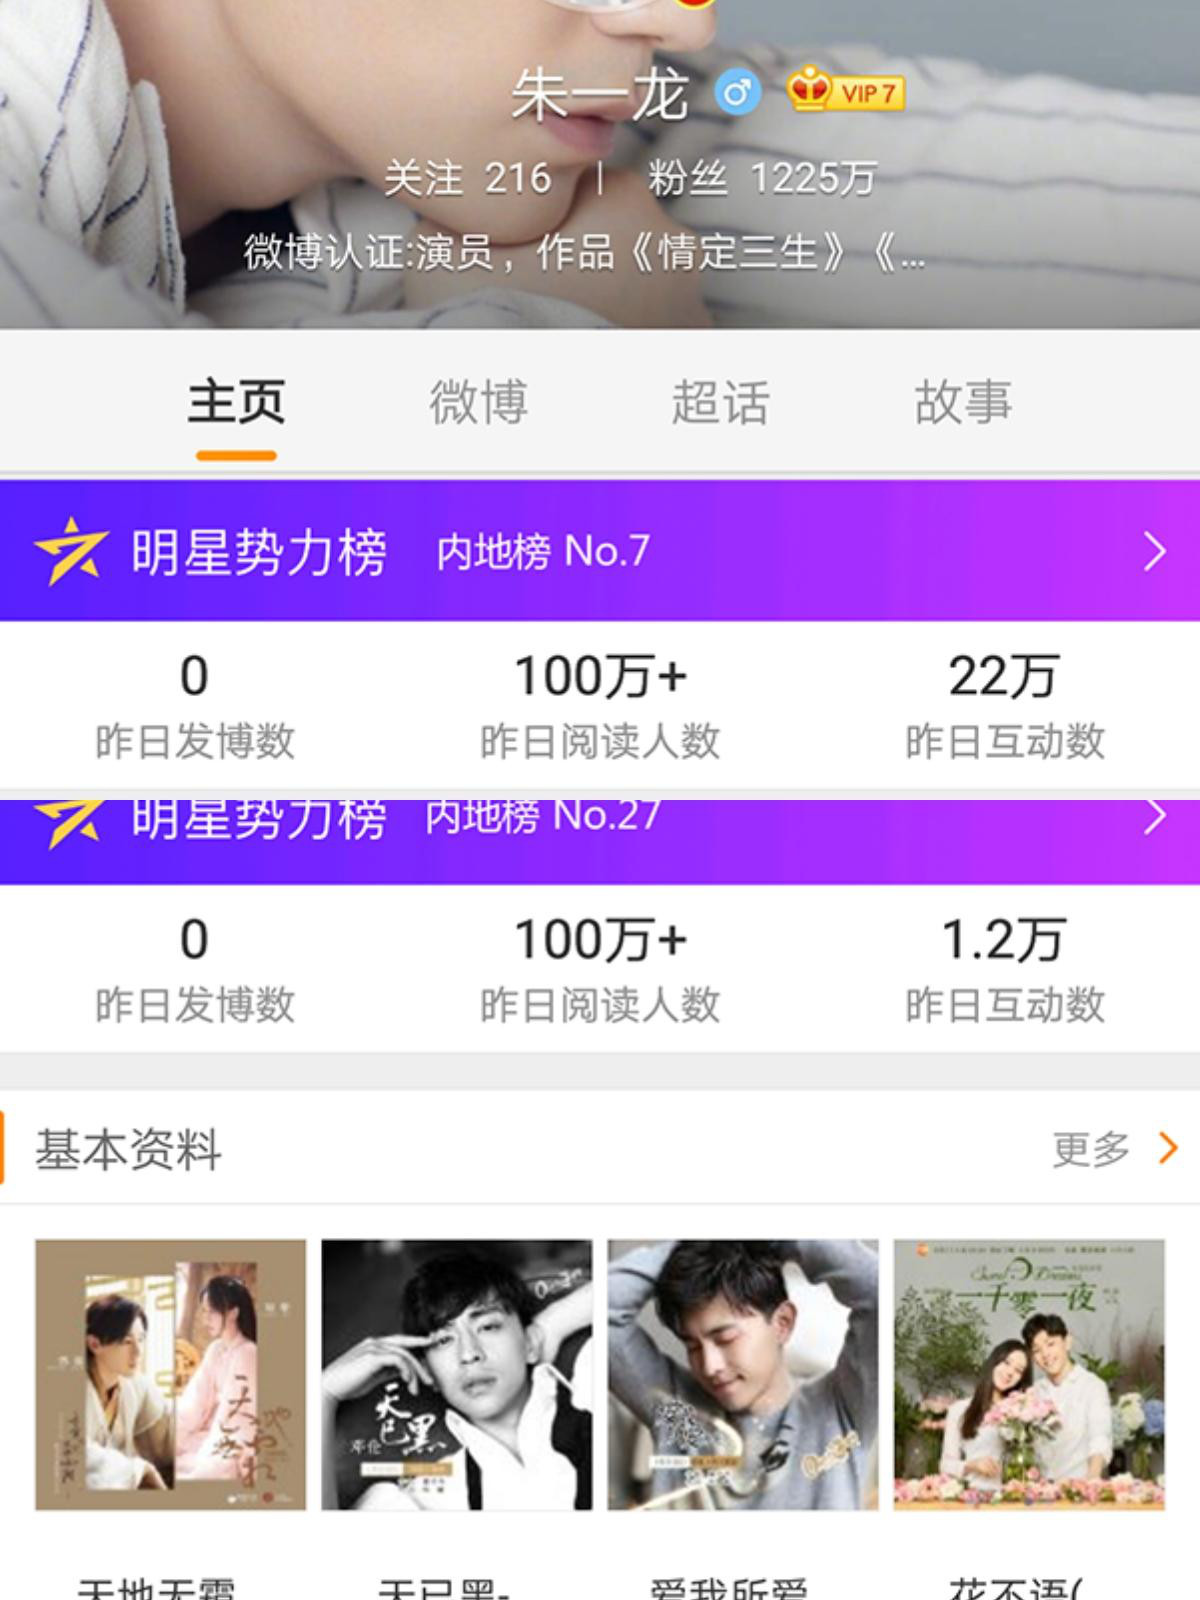 朱一龙 VIP 7
关注 216 | 粉丝 1225万
微博认证:演员，作品《情定三生》《...
主页 微博 超话 故事
明星势力榜 内地榜 No.7
0 100万+ 22万
昨日发博数 昨日阅读人数 昨日互动数
明星势力榜 内地榜 No.27
0 100万+ 1.2万
昨日发博数 昨日阅读人数 昨日互动数
基本资料 更多
一千零一夜
天已黑
邓伦
天地无霜 天已黑- 爱我所爱 花不语(